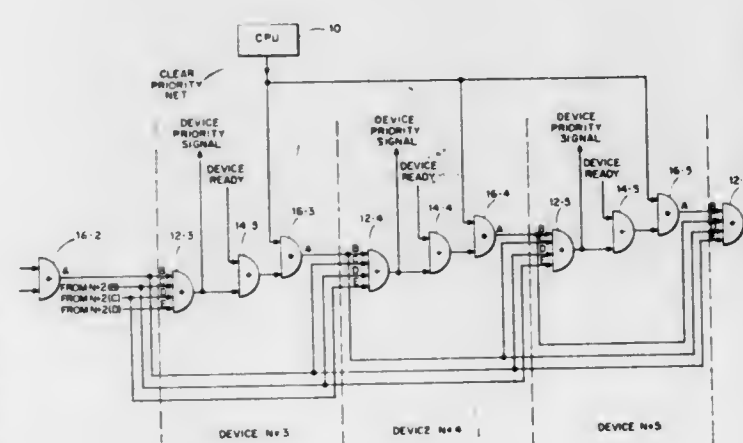 CPU
10
CLEAR
PRIORITY
NET
DEVICE
PRIORITY
SIGNAL
DEVICE
READY
DEVICE
PRIORITY
SIGNAL
DEVICE
READY
DEVICE
PRIORITY
SIGNAL
DEVICE
READY
16-2
12-3
14-3
16-3
12-4
14-4
16-4
12-5
14-5
16-5
A
B
D
E
A
B
C
D
E
A
B
D
E
A
B
FROM N+2(B)
FROM N+2(C)
FROM N+2(D)
DEVICE N+3
DEVICE N+4
DEVICE N+5